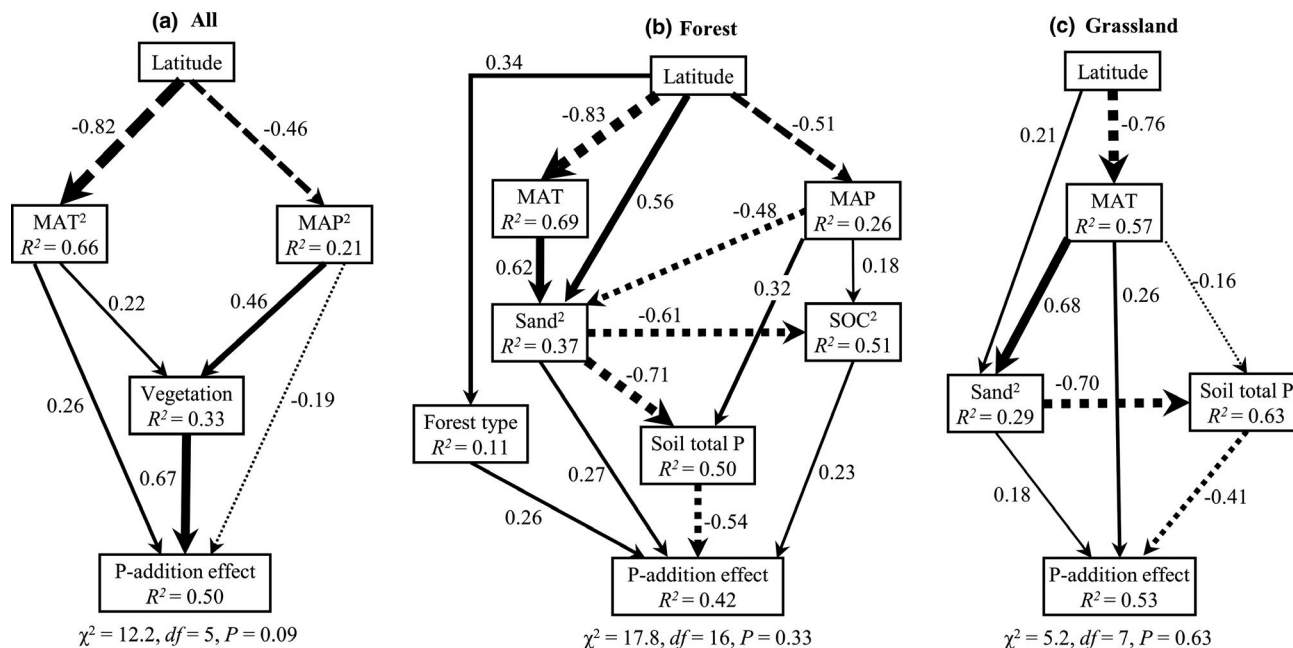 (a) All
Latitude
-0.82
-0.46
MAT²
R² = 0.66
MAP²
R² = 0.21
0.22
0.46
Vegetation
R² = 0.33
0.26
-0.19
0.67
P-addition effect
R² = 0.50
χ² = 12.2, df = 5, P = 0.09
(b) Forest
Latitude
0.34
-0.83
-0.51
MAT
R² = 0.69
0.56
MAP
R² = 0.26
-0.48
0.62
0.18
0.32
Sand²
R² = 0.37
-0.61
SOC²
R² = 0.51
-0.71
Forest type
R² = 0.11
Soil total P
R² = 0.50
0.27
0.23
0.26
-0.54
P-addition effect
R² = 0.42
χ² = 17.8, df = 16, P = 0.33
(c) Grassland
Latitude
0.21
-0.76
MAT
R² = 0.57
0.68
0.26
-0.16
Sand²
R² = 0.29
-0.70
Soil total P
R² = 0.63
0.18
-0.41
P-addition effect
R² = 0.53
χ² = 5.2, df = 7, P = 0.63